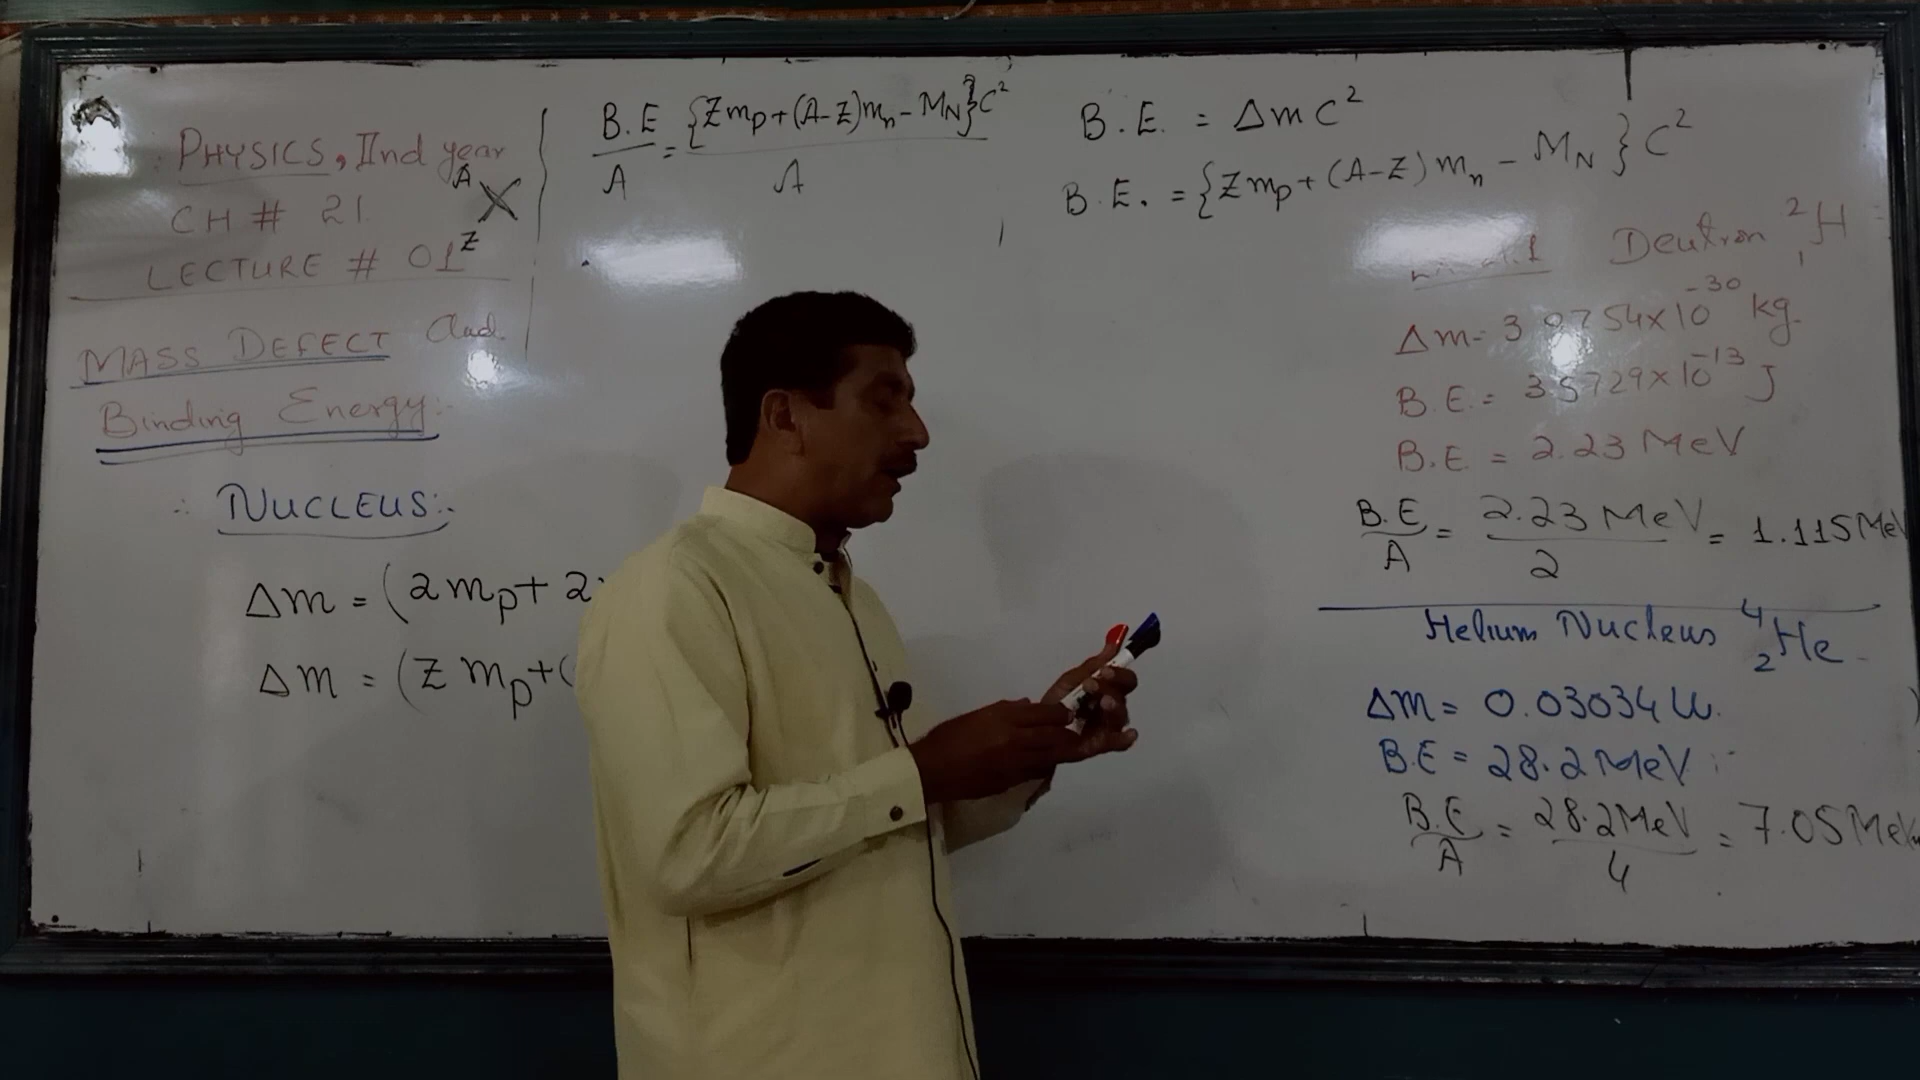 PHYSICS, IInd year
CH # 21.
LECTURE # 01
A
X
Z
MASS DEFECT And
Binding Energy:-
∴ NUCLEUS:-
Δm = (2mp + 2
Δm = (Z mp + (
B.E / A = {Zmp + (A-Z)mn - MN}C² / A
B.E. = ΔmC²
B.E. = {Zmp + (A-Z)mn - MN}C²
Deutron ²₁H
Δm = 3.9754×10⁻³⁰ kg.
B.E. = 3.5729×10⁻¹³ J
B.E. = 2.23 MeV
B.E / A = 2.23 MeV / 2 = 1.115 MeV
Helium Nucleus ⁴₂He
Δm = 0.03034 U.
B.E = 28.2 MeV
B.E / A = 28.2 MeV / 4 = 7.05 MeV